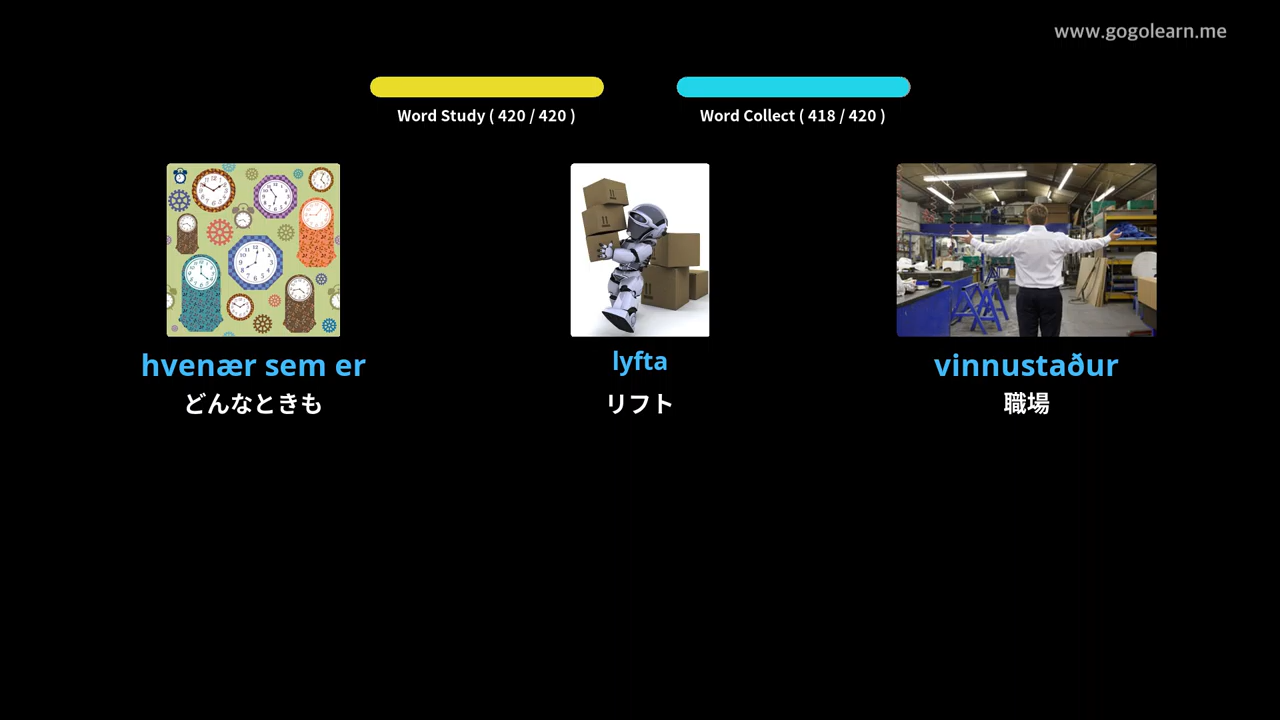 www.gogolearn.me
Word Study ( 420 / 420 )
Word Collect ( 418 / 420 )
hvenær sem er
lyfta
vinnustaður
どんなときも
リフト
職場